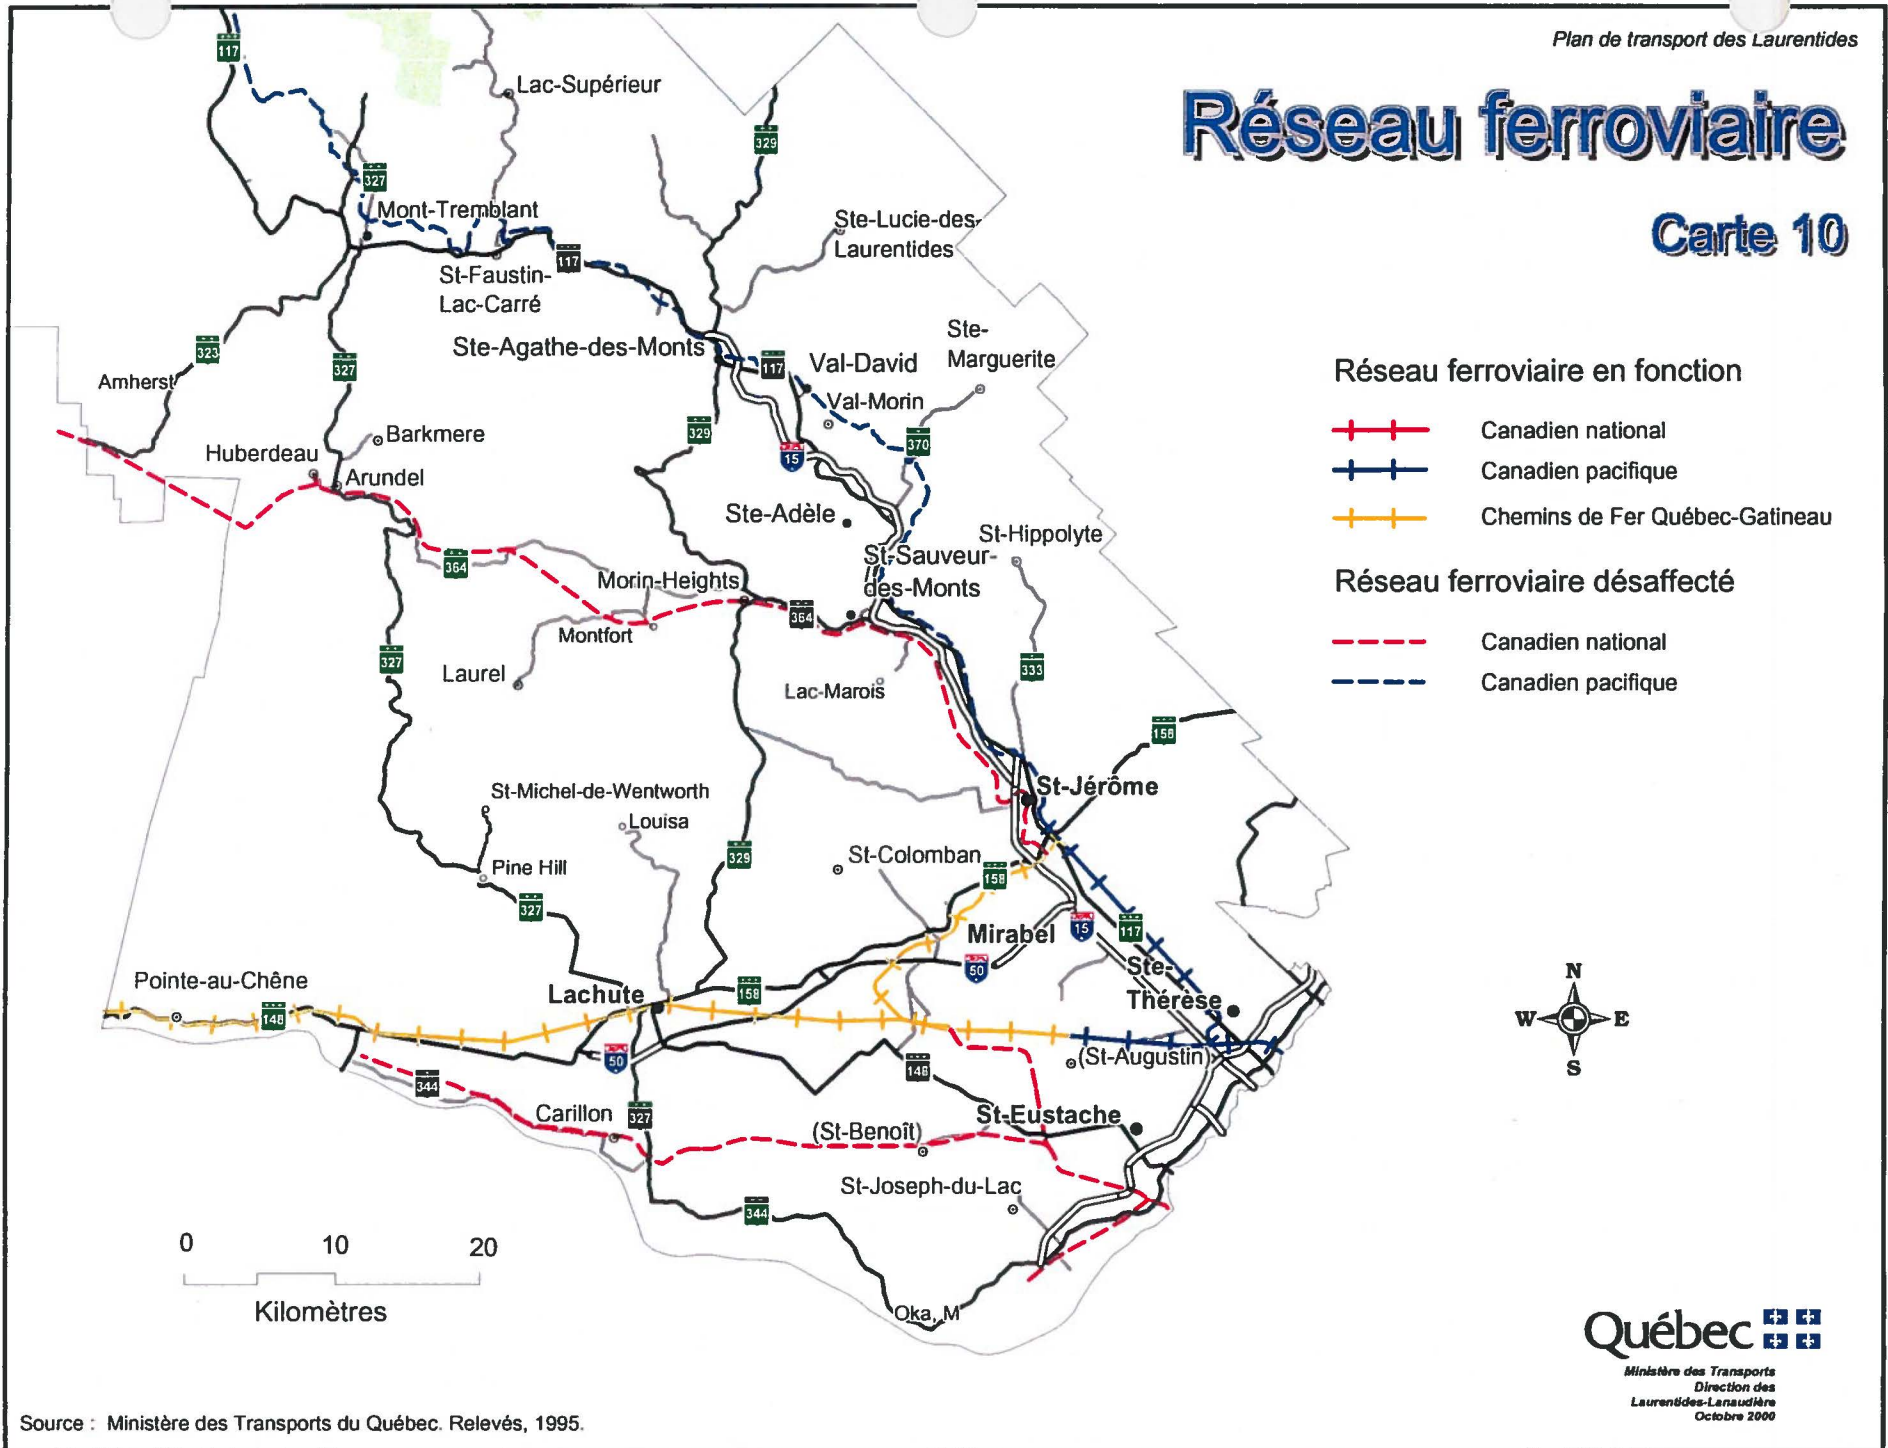 Plan de transport des Laurentides
Réseau ferroviaire
Carte 10
117
Lac-Supérieur
329
327
Mont-Tremblant
Ste-Lucie-des-
Laurentides
117
St-Faustin-
Lac-Carré
323
Ste-Agathe-des-Monts
Ste-
Marguerite
117
Val-David
327
Amherst
Val-Morin
329
370
Barkmere
15
Huberdeau
Arundel
Ste-Adèle
St-Hippolyte
364
St-Sauveur-
des-Monts
Morin-Heights
364
Montfort
327
333
Laurel
Lac-Marois
158
St-Jérôme
St-Michel-de-Wentworth
Louisa
329
St-Colomban
158
Pine Hill
327
15
117
Mirabel
50
Ste-
Thérèse
Pointe-au-Chêne
148
Lachute
158
50
(St-Augustin)
148
344
Carillon
327
St-Eustache
(St-Benoît)
St-Joseph-du-Lac
344
Oka, M
Réseau ferroviaire en fonction
Canadien national
Canadien pacifique
Chemins de Fer Québec-Gatineau
Réseau ferroviaire désaffecté
Canadien national
Canadien pacifique
N
W E
S
0 10 20
Kilomètres
Québec
Ministère des Transports
Direction des
Laurentides-Lanaudière
Octobre 2000
Source : Ministère des Transports du Québec. Relevés, 1995.